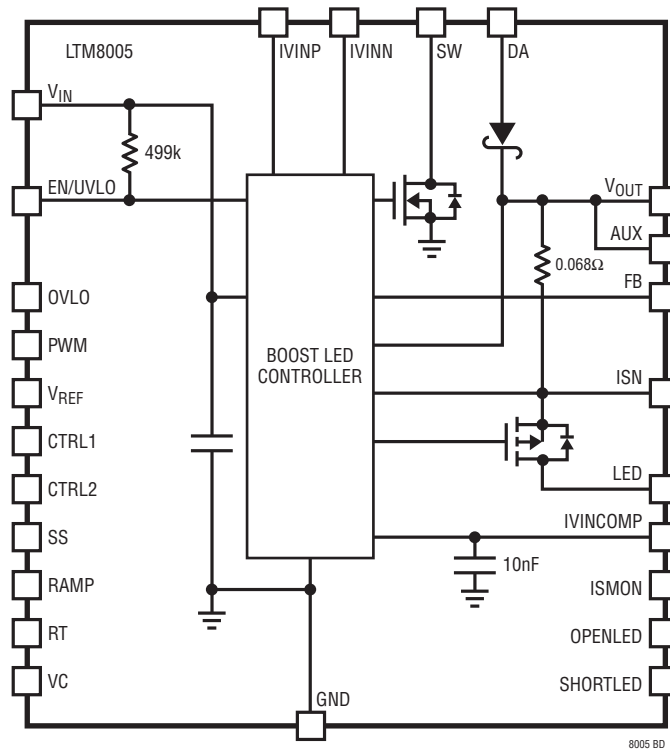 LTM8005
IVINP
IVINN
SW
DA
VIN
499k
EN/UVLO
VOUT
AUX
0.068Ω
FB
OVLO
PWM
BOOST LED
CONTROLLER
VREF
ISN
CTRL1
CTRL2
LED
SS
IVINCOMP
10nF
RAMP
ISMON
RT
OPENLED
VC
SHORTLED
GND
8005 BD